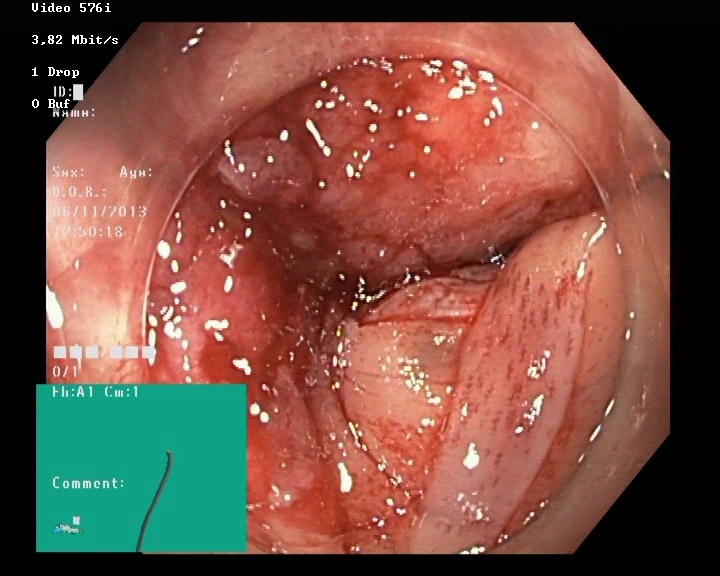 Video 576i
3,82 Mbit/s
1 Drop
ID:
0 Buf
Name:
Sex: Age:
D.O.B.:
06/11/2013
12:50:18
0/1
Ph:A1 Cm:1
Comment: